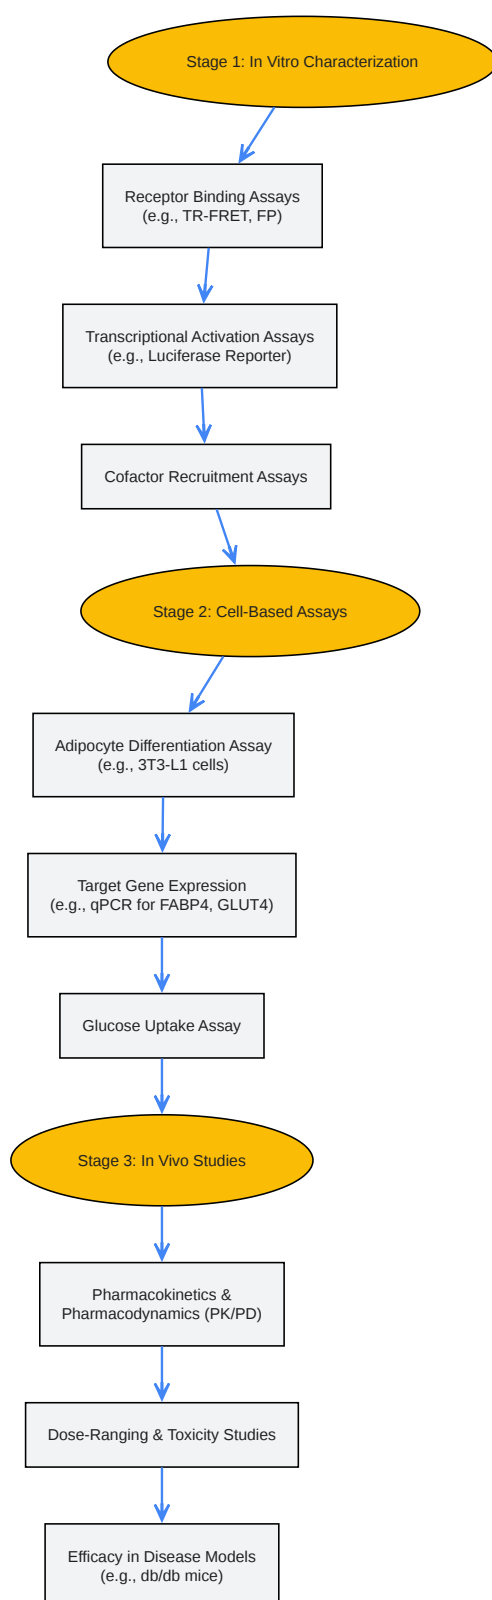 Stage 1: In Vitro Characterization
Receptor Binding Assays
(e.g., TR-FRET, FP)
Transcriptional Activation Assays
(e.g., Luciferase Reporter)
Cofactor Recruitment Assays
Stage 2: Cell-Based Assays
Adipocyte Differentiation Assay
(e.g., 3T3-L1 cells)
Target Gene Expression
(e.g., qPCR for FABP4, GLUT4)
Glucose Uptake Assay
Stage 3: In Vivo Studies
Pharmacokinetics &
Pharmacodynamics (PK/PD)
Dose-Ranging & Toxicity Studies
Efficacy in Disease Models
(e.g., db/db mice)